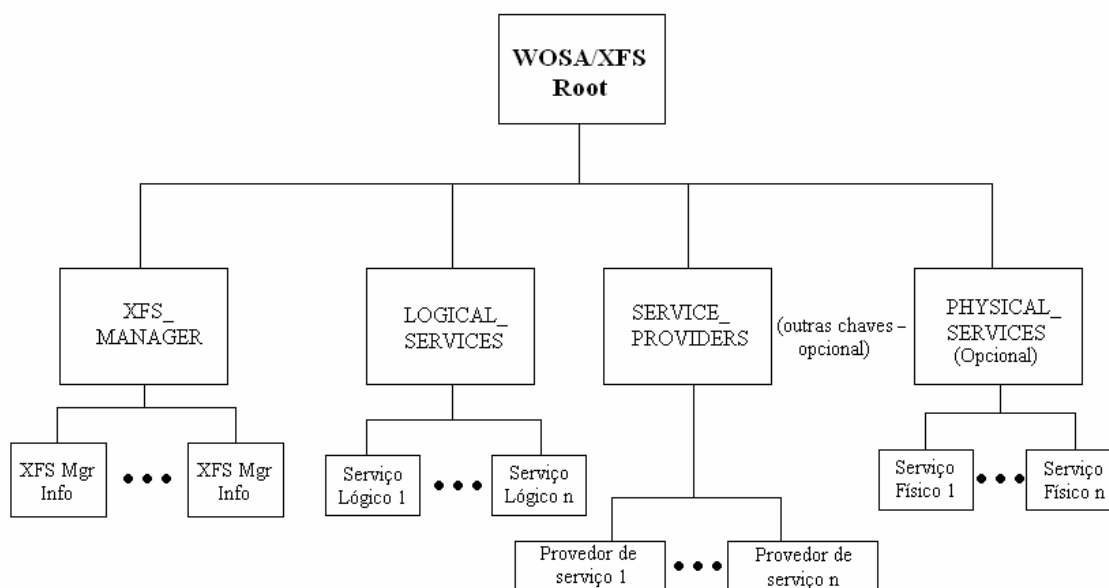 WOSA/XFS
Root
XFS_
MANAGER
LOGICAL_
SERVICES
SERVICE_
PROVIDERS
(outras chaves –
opcional)
PHYSICAL_
SERVICES
(Opcional)
XFS Mgr
Info
XFS Mgr
Info
Serviço
Lógico 1
Serviço
Lógico n
Provedor de
serviço 1
Provedor de
serviço n
Serviço
Físico 1
Serviço
Físico n